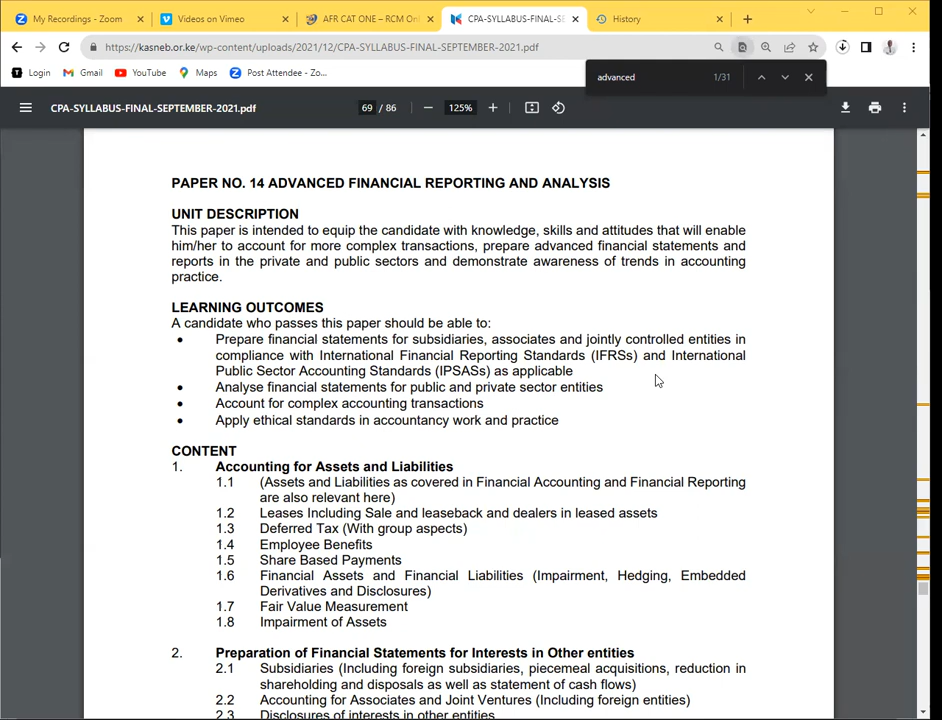 My Recordings - Zoom
Videos on Vimeo
AFR CAT ONE – RCM Onl
CPA-SYLLABUS-FINAL-SEPTEMBER-
History
https://kasneb.or.ke/wp-content/uploads/2021/12/CPA-SYLLABUS-FINAL-SEPTEMBER-2021.pdf
Login
Gmail
YouTube
Maps
Post Attendee - Zo...
advanced
1/31
CPA-SYLLABUS-FINAL-SEPTEMBER-2021.pdf
69 / 86
125%
PAPER NO. 14 ADVANCED FINANCIAL REPORTING AND ANALYSIS
UNIT DESCRIPTION
This paper is intended to equip the candidate with knowledge, skills and attitudes that will enable
him/her to account for more complex transactions, prepare advanced financial statements and
reports in the private and public sectors and demonstrate awareness of trends in accounting
practice.
LEARNING OUTCOMES
A candidate who passes this paper should be able to:
• Prepare financial statements for subsidiaries, associates and jointly controlled entities in
compliance with International Financial Reporting Standards (IFRSs) and International
Public Sector Accounting Standards (IPSASs) as applicable
• Analyse financial statements for public and private sector entities
• Account for complex accounting transactions
• Apply ethical standards in accountancy work and practice
CONTENT
1. Accounting for Assets and Liabilities
1.1 (Assets and Liabilities as covered in Financial Accounting and Financial Reporting
are also relevant here)
1.2 Leases Including Sale and leaseback and dealers in leased assets
1.3 Deferred Tax (With group aspects)
1.4 Employee Benefits
1.5 Share Based Payments
1.6 Financial Assets and Financial Liabilities (Impairment, Hedging, Embedded
Derivatives and Disclosures)
1.7 Fair Value Measurement
1.8 Impairment of Assets
2. Preparation of Financial Statements for Interests in Other entities
2.1 Subsidiaries (Including foreign subsidiaries, piecemeal acquisitions, reduction in
shareholding and disposals as well as statement of cash flows)
2.2 Accounting for Associates and Joint Ventures (Including foreign entities)
2.3 Disclosures of interests in other entities